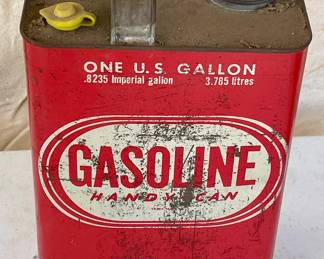 ONE U.S. GALLON
.8235 Imperial gallon 3.785 litres
GASOLINE
HANDY CAN